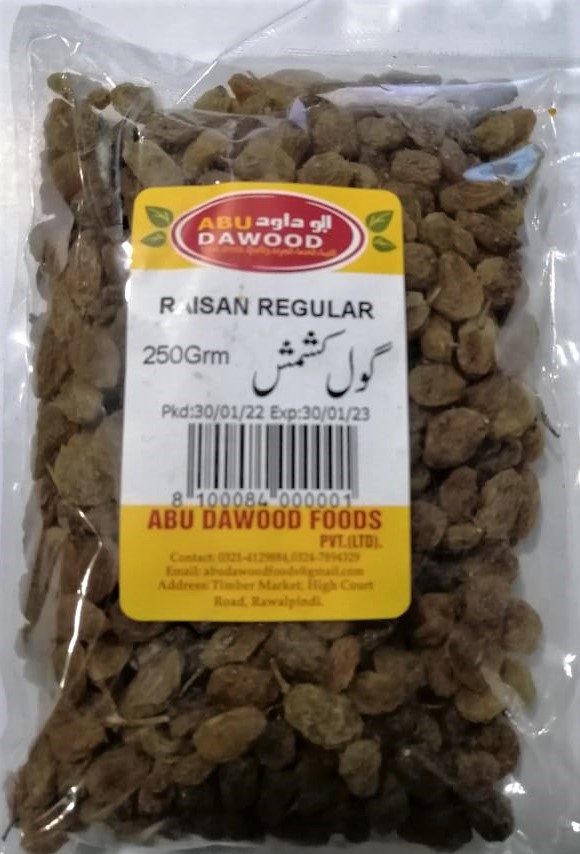 ABU ابو داود
DAWOOD
RAISAN REGULAR
250Grm گول کشمش
Pkd:30/01/22 Exp:30/01/23
8 100084 000001
ABU DAWOOD FOODS
PVT.(LTD).
Contact: 0321-4129884,0324-7894329
Email: abudawoodfoods@gmail.com
Address:Timber Market, High Court
Road, Rawalpindi.